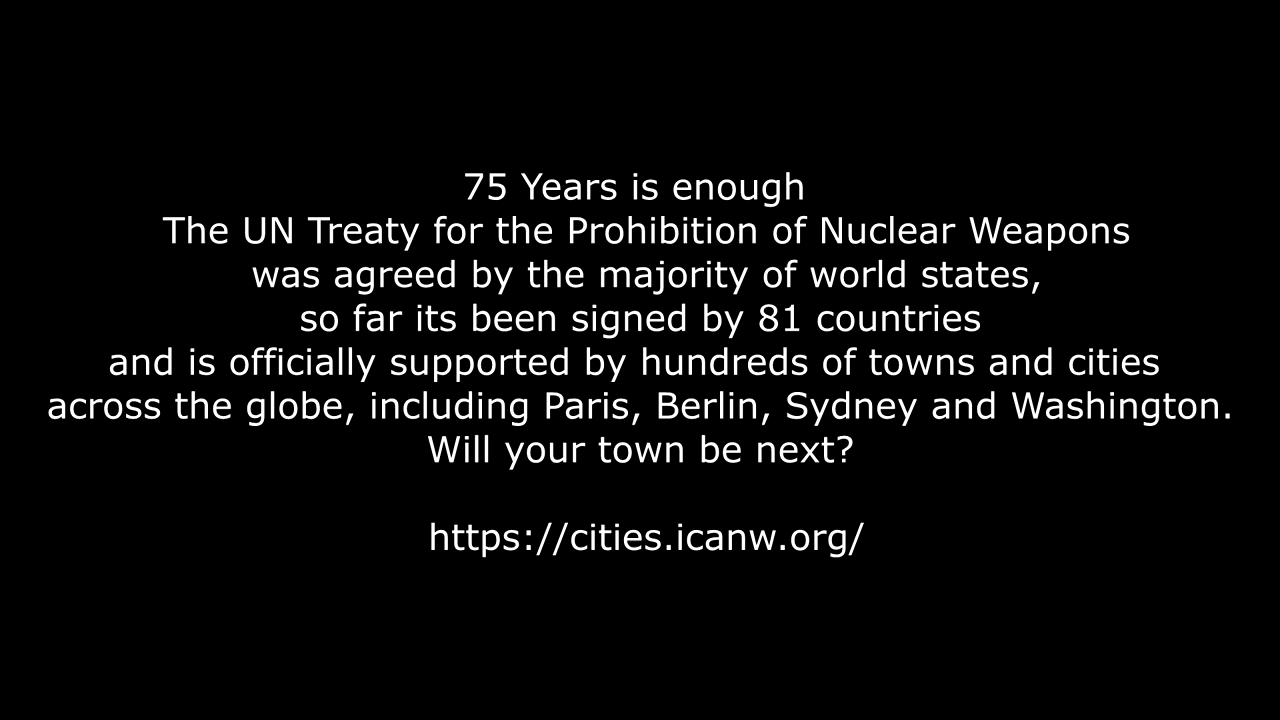 75 Years is enough
The UN Treaty for the Prohibition of Nuclear Weapons
was agreed by the majority of world states,
so far its been signed by 81 countries
and is officially supported by hundreds of towns and cities
across the globe, including Paris, Berlin, Sydney and Washington.
Will your town be next?
https://cities.icanw.org/